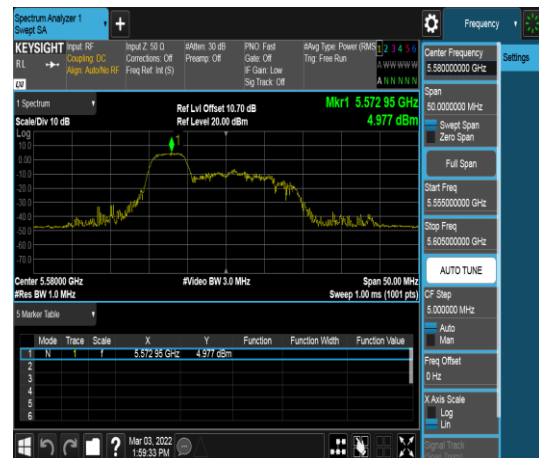 Spectrum Analyzer 1
Swept SA
+
Frequency
KEYSIGHT
RL
Input: RF
Coupling: DC
Align: Auto/No RF
Input Z: 50 Ω
Corrections: Off
Freq Ref: Int (S)
#Atten: 30 dB
Preamp: Off
PNO: Fast
Gate: Off
IF Gain: Low
Sig Track: Off
#Avg Type: Power (RMS)
Trig: Free Run
1 2 3 4 5 6
A W W W W W
A N N N N N
1 Spectrum
Scale/Div 10 dB
Ref Lvl Offset 10.70 dB
Ref Level 20.00 dBm
Mkr1 5.572 95 GHz
4.977 dBm
Log
10.0
0.00
-10.0
-20.0
-30.0
-40.0
-50.0
-60.0
-70.0
1
Center 5.58000 GHz
#Res BW 1.0 MHz
#Video BW 3.0 MHz
Span 50.00 MHz
Sweep 1.00 ms (1001 pts)
5 Marker Table
Mode Trace Scale X Y Function Function Width Function Value
1 N 1 f 5.572 95 GHz 4.977 dBm
2
3
4
5
6
Mar 03, 2022
1:59:33 PM
?
Center Frequency
5.580000000 GHz
Settings
Span
50.0000000 MHz
Swept Span
Zero Span
Full Span
Start Freq
5.555000000 GHz
Stop Freq
5.605000000 GHz
AUTO TUNE
CF Step
5.000000 MHz
Auto
Man
Freq Offset
0 Hz
X Axis Scale
Log
Lin
Signal Track